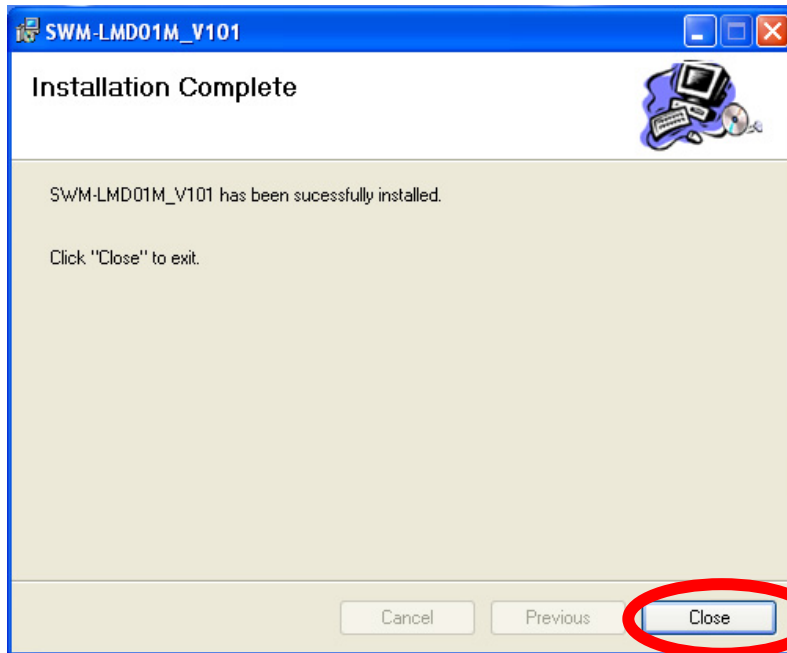 SWM-LMD01M_V101
Installation Complete
SWM-LMD01M_V101 has been sucessfully installed.
Click "Close" to exit.
Cancel Previous Close